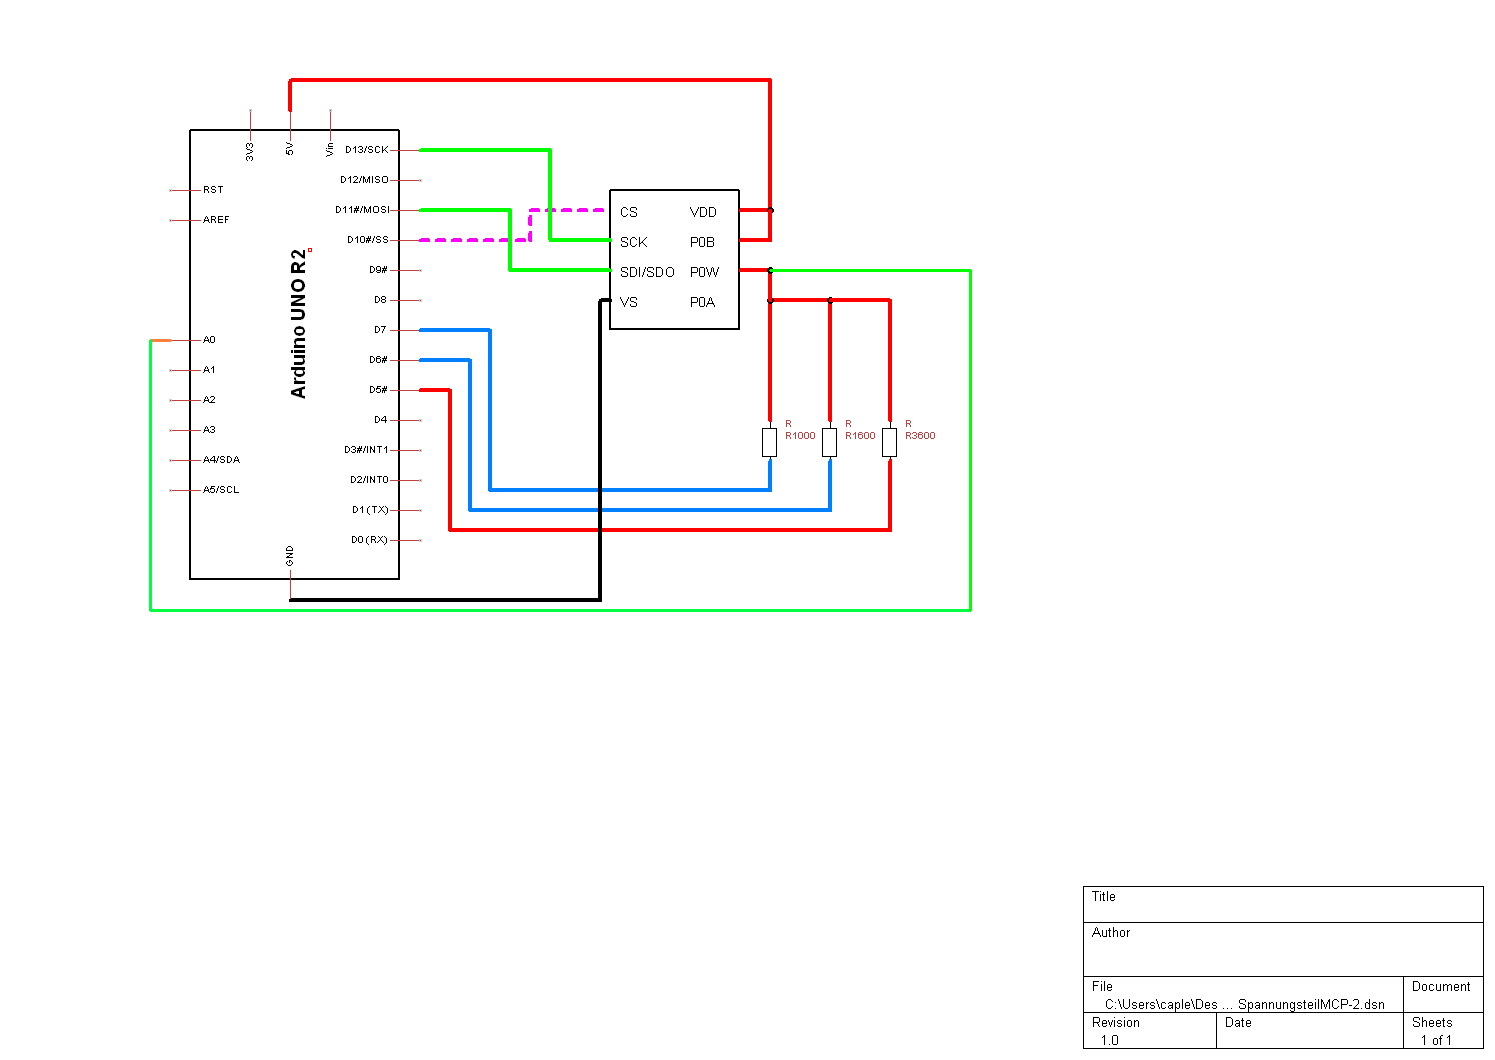 3V3
5V
Vin
RST
AREF
A0
A1
A2
A3
A4/SDA
A5/SCL
GND
Arduino UNO R2
D13/SCK
D12/MISO
D11#/MOSI
D10#/SS
D9#
D8
D7
D6#
D5#
D4
D3#/INT1
D2/INT0
D1(TX)
D0(RX)
CS VDD
SCK P0B
SDI/SDO P0W
VS P0A
R
R1000
R
R1600
R
R3600
Title
Author
File
C:\Users\caple\Des ... SpannungsteilMCP-2.dsn
Document
Revision
1.0
Date
Sheets
1 of 1